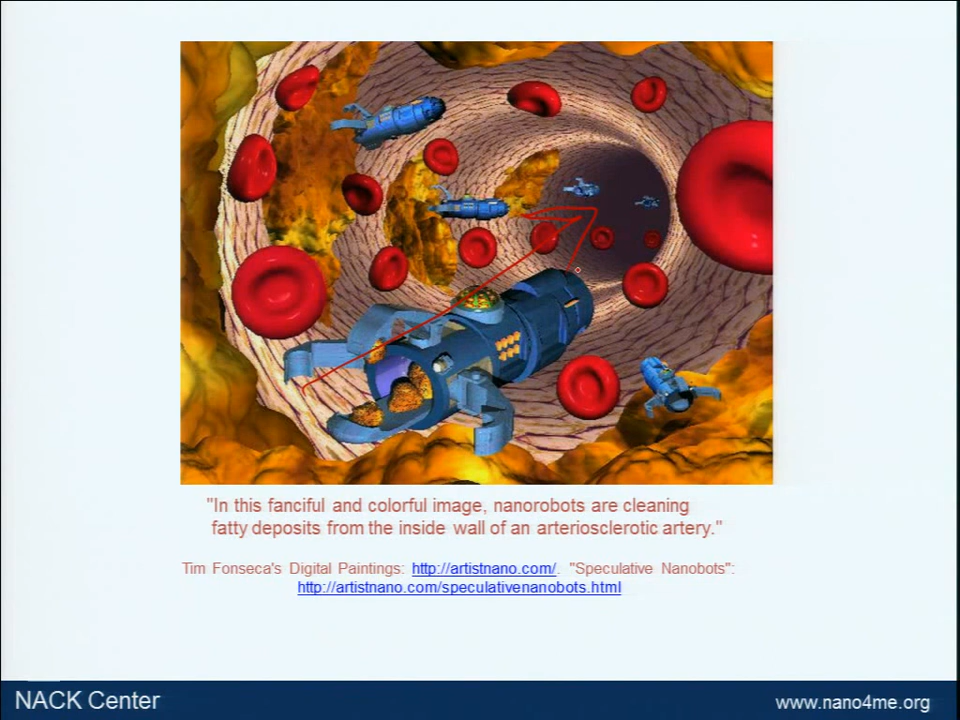 "In this fanciful and colorful image, nanorobots are cleaning
fatty deposits from the inside wall of an arteriosclerotic artery."
Tim Fonseca's Digital Paintings: http://artistnano.com/. "Speculative Nanobots":
http://artistnano.com/speculativenanobots.html
NACK Center
www.nano4me.org